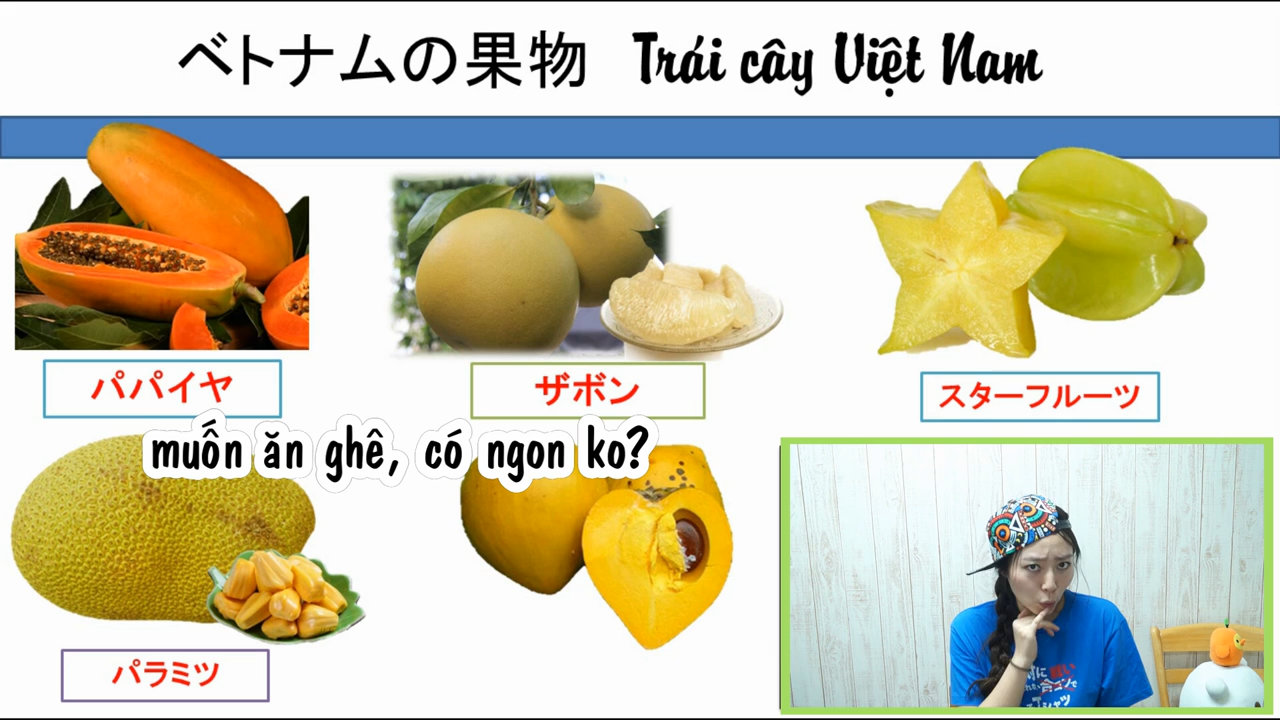 ベトナムの果物 Trái cây Việt Nam
パパイヤ
ザボン
スターフルーツ
muốn ăn ghê, có ngon ko?
パラミツ